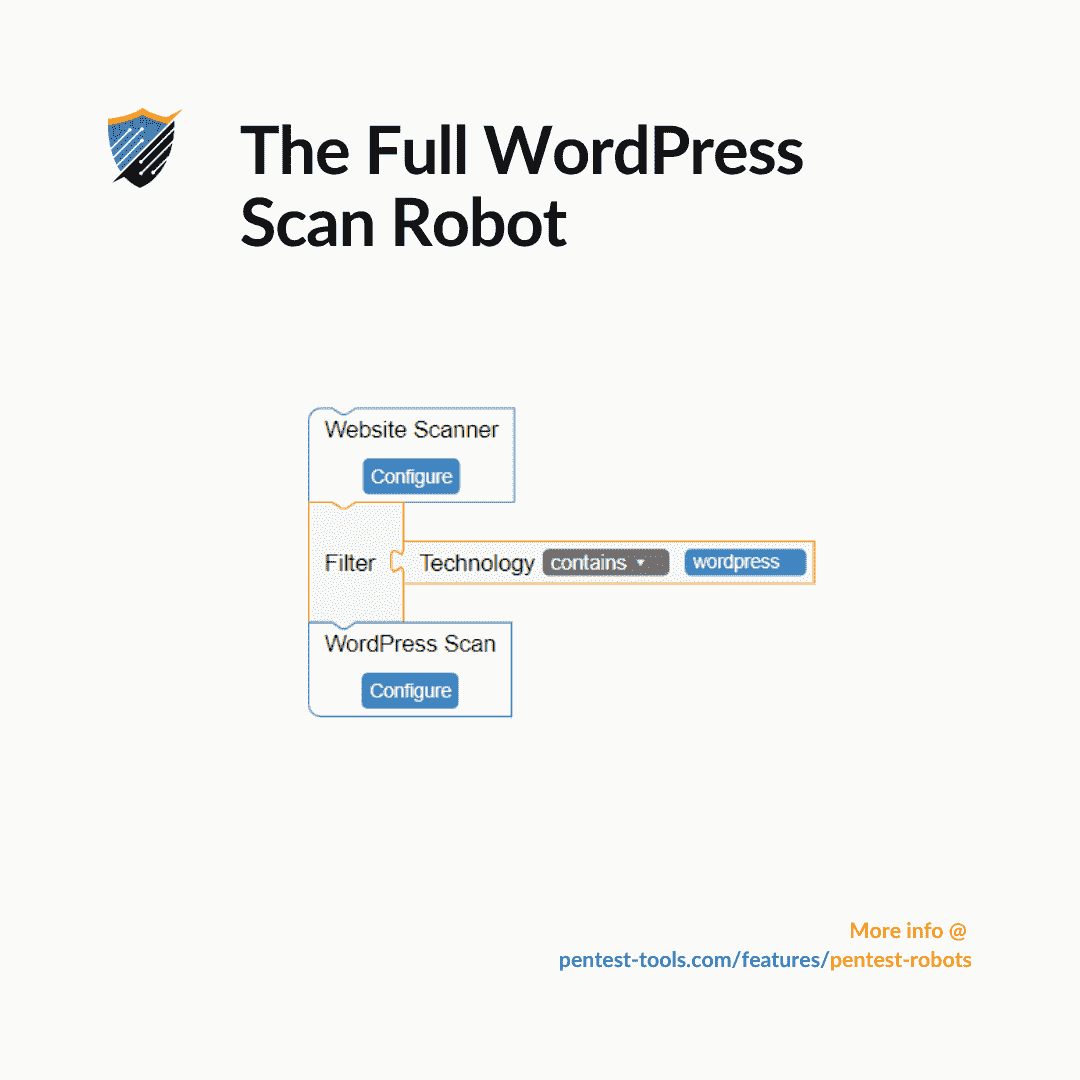 The Full WordPress
Scan Robot
Website Scanner
Configure
Filter Technology contains wordpress
WordPress Scan
Configure
More info @
pentest-tools.com/features/pentest-robots